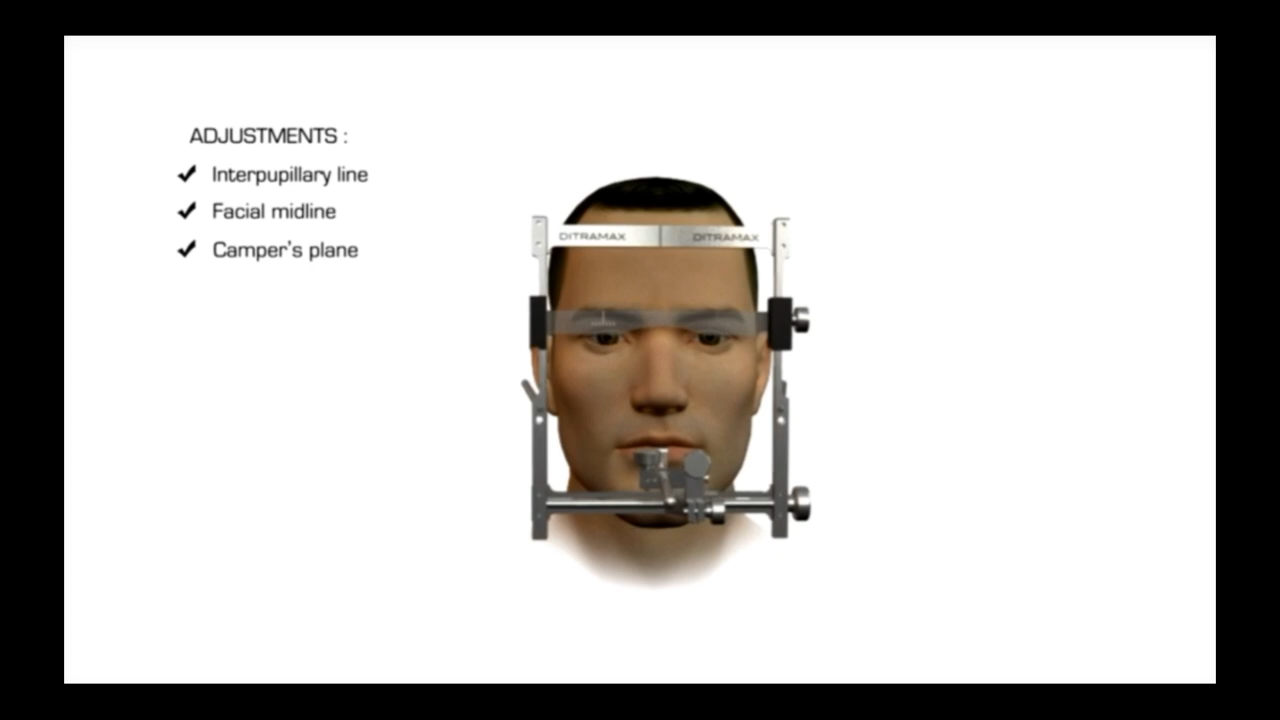 ADJUSTMENTS :
✔ Interpupillary line
✔ Facial midline
✔ Camper's plane
DITRAMAX DITRAMAX